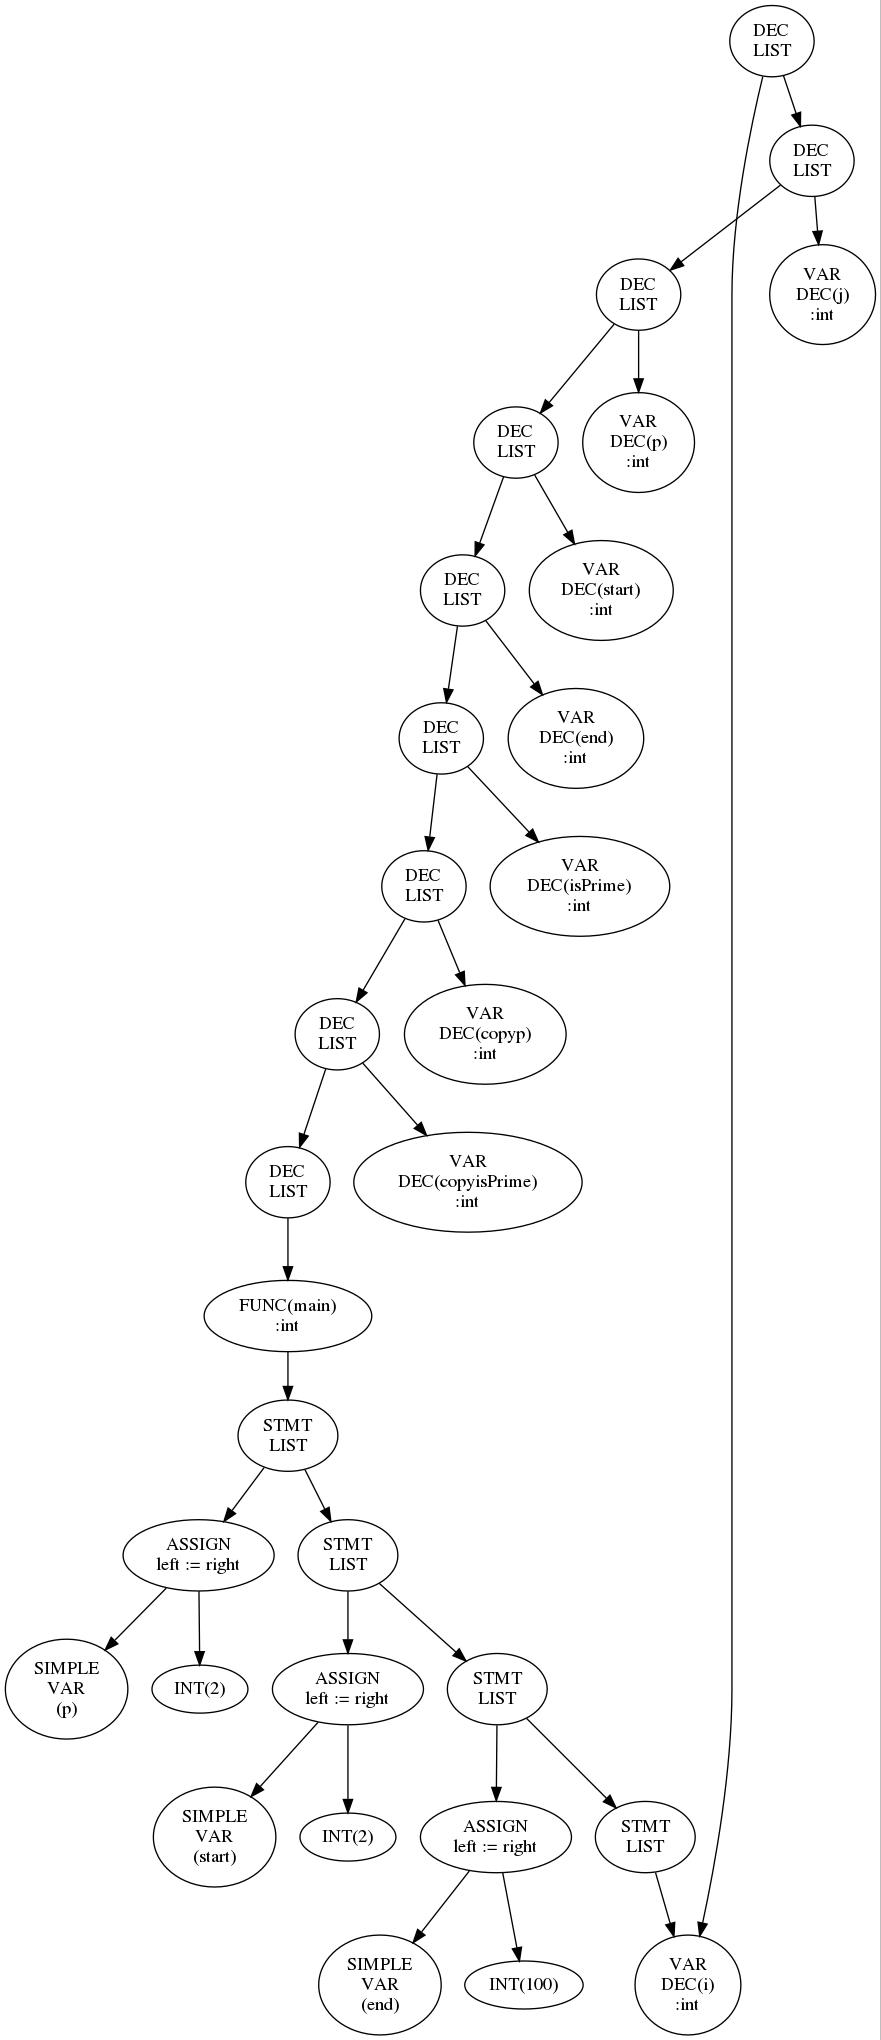 DEC
LIST
DEC
LIST
VAR
DEC(j)
:int
DEC
LIST
VAR
DEC(p)
:int
DEC
LIST
VAR
DEC(start)
:int
DEC
LIST
VAR
DEC(end)
:int
DEC
LIST
VAR
DEC(isPrime)
:int
DEC
LIST
VAR
DEC(copyp)
:int
DEC
LIST
VAR
DEC(copyisPrime)
:int
DEC
LIST
FUNC(main)
:int
STMT
LIST
ASSIGN
left := right
STMT
LIST
SIMPLE
VAR
(p)
INT(2)
ASSIGN
left := right
STMT
LIST
SIMPLE
VAR
(start)
INT(2)
ASSIGN
left := right
STMT
LIST
SIMPLE
VAR
(end)
INT(100)
VAR
DEC(i)
:int